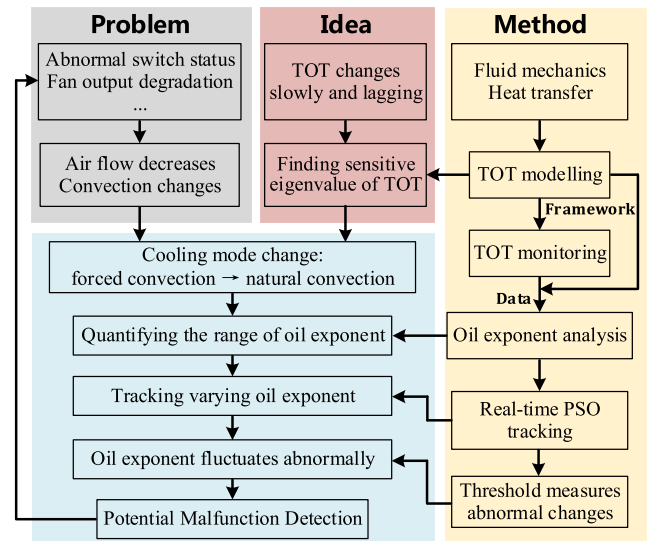 Problem
Abnormal switch status
Fan output degradation
...
Air flow decreases
Convection changes
Idea
TOT changes
slowly and lagging
Finding sensitive
eigenvalue of TOT
Method
Fluid mechanics
Heat transfer
TOT modelling
Framework
TOT monitoring
Data
Oil exponent analysis
Real-time PSO
tracking
Threshold measures
abnormal changes
Cooling mode change:
forced convection → natural convection
Quantifying the range of oil exponent
Tracking varying oil exponent
Oil exponent fluctuates abnormally
Potential Malfunction Detection